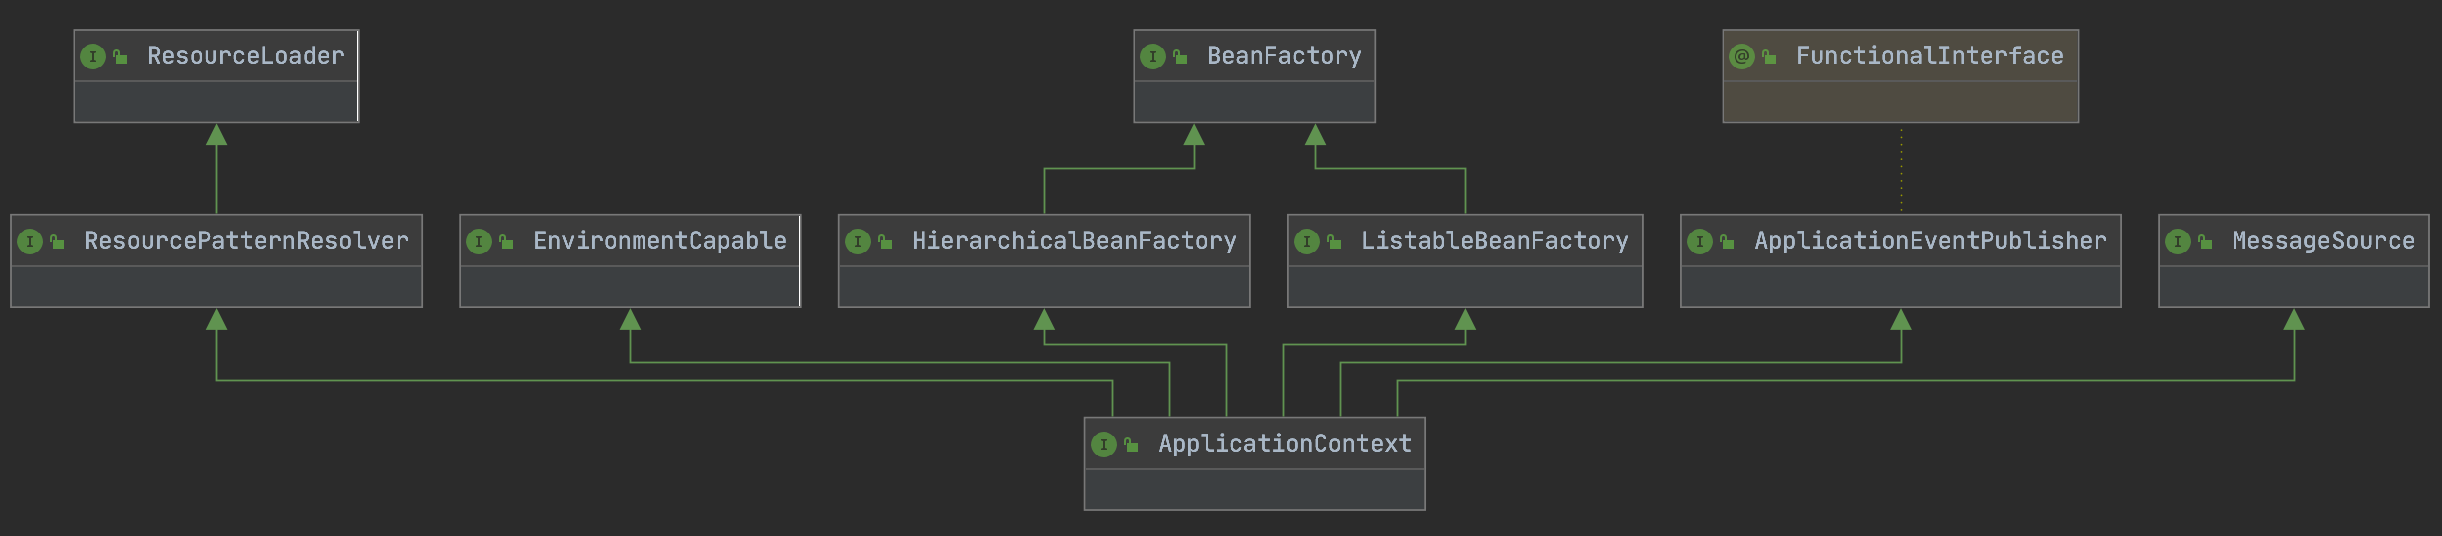 I ResourceLoader
I BeanFactory
@ FunctionalInterface
I ResourcePatternResolver
I EnvironmentCapable
I HierarchicalBeanFactory
I ListableBeanFactory
I ApplicationEventPublisher
I MessageSource
I ApplicationContext